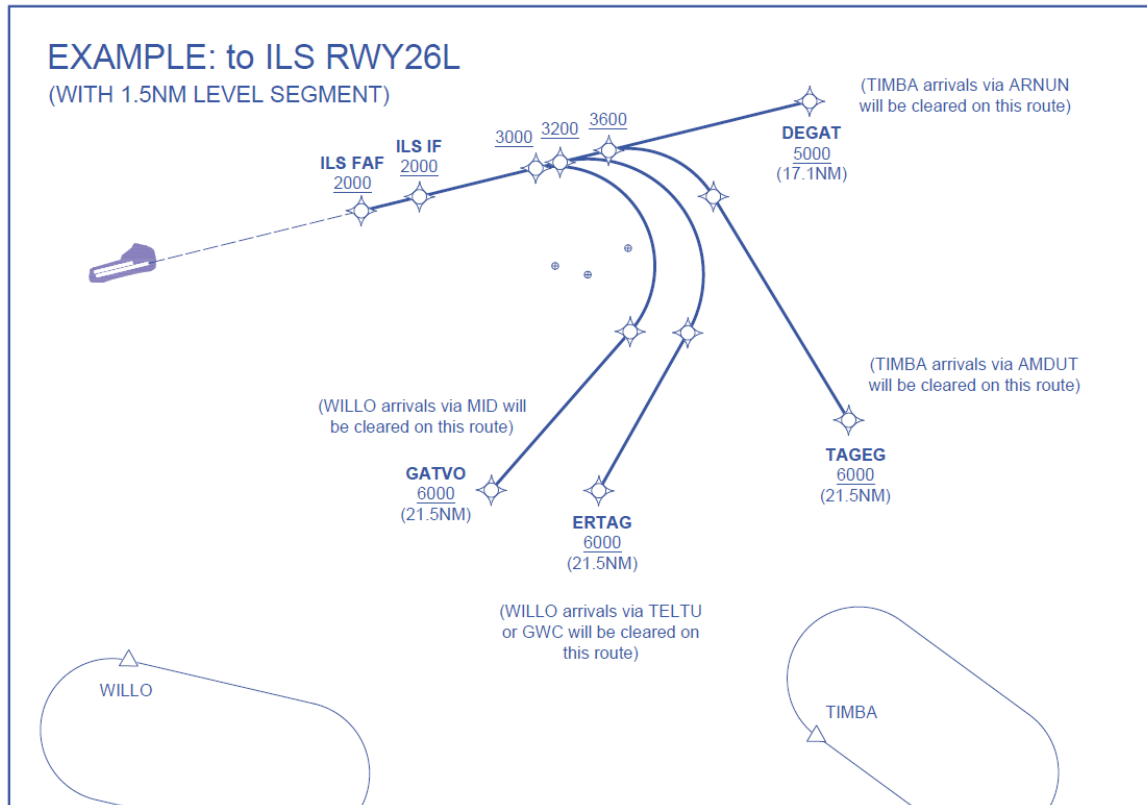 EXAMPLE: to ILS RWY26L
(WITH 1.5NM LEVEL SEGMENT)
(TIMBA arrivals via ARNUN
will be cleared on this route)
DEGAT
5000
(17.1NM)
3600
3200
3000
ILS IF
2000
ILS FAF
2000
(TIMBA arrivals via AMDUT
will be cleared on this route)
TAGEG
6000
(21.5NM)
(WILLO arrivals via MID will
be cleared on this route)
GATVO
6000
(21.5NM)
ERTAG
6000
(21.5NM)
(WILLO arrivals via TELTU
or GWC will be cleared on
this route)
WILLO
TIMBA